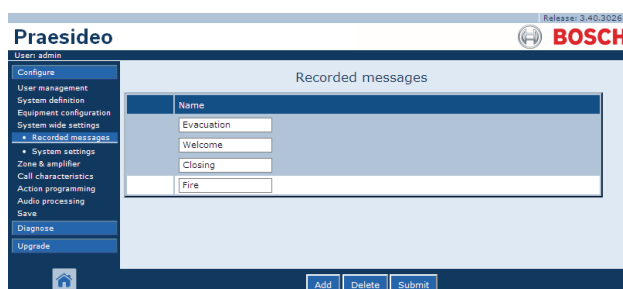 Release: 3.40.3026
Praesideo
BOSCH
User: admin
Configure
User management
System definition
Equipment configuration
System wide settings
• Recorded messages
• System settings
Zone & amplifier
Call characteristics
Action programming
Audio processing
Save
Diagnose
Upgrade
Recorded messages
Name
Evacuation
Welcome
Closing
Fire
Add Delete Submit